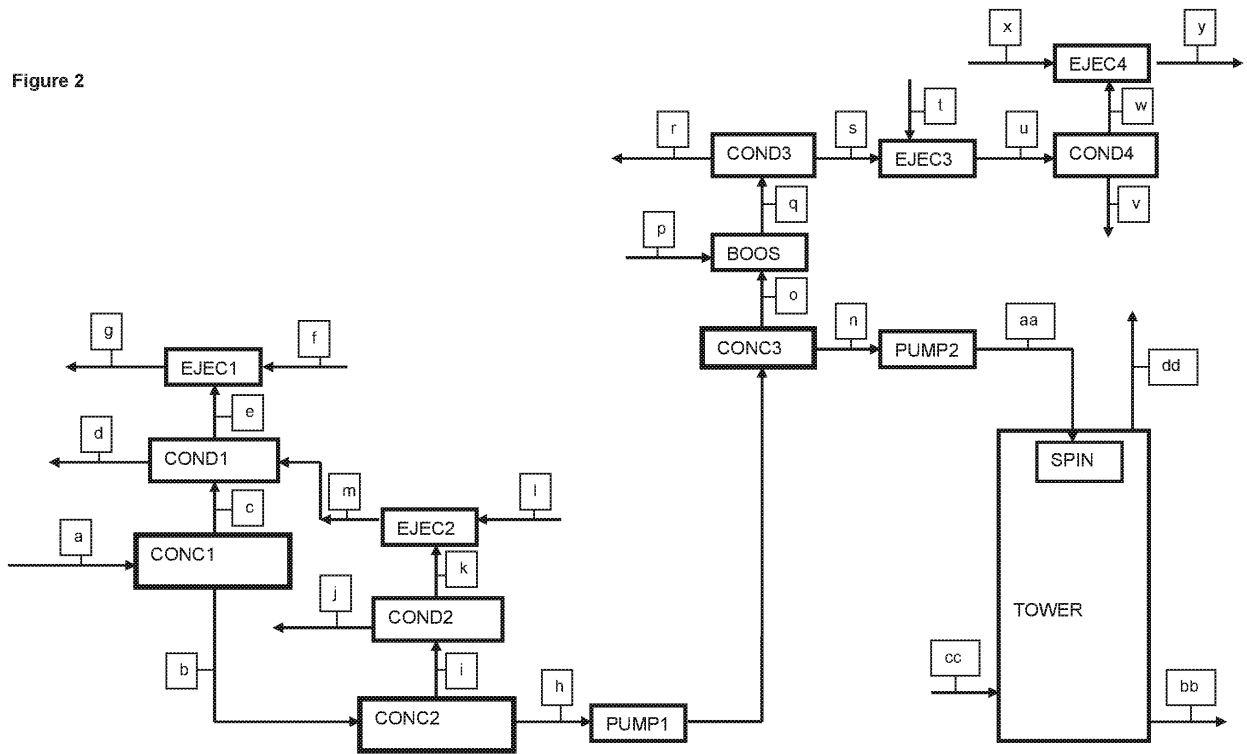 Figure 2
x
y
EJEC4
t
w
r
s
u
COND3
EJEC3
COND4
q
v
p
BOOS
o
n
aa
CONC3
PUMP2
dd
g
f
EJEC1
e
d
COND1
SPIN
m
l
c
EJEC2
a
CONC1
k
j
COND2
TOWER
b
i
h
cc
bb
CONC2
PUMP1